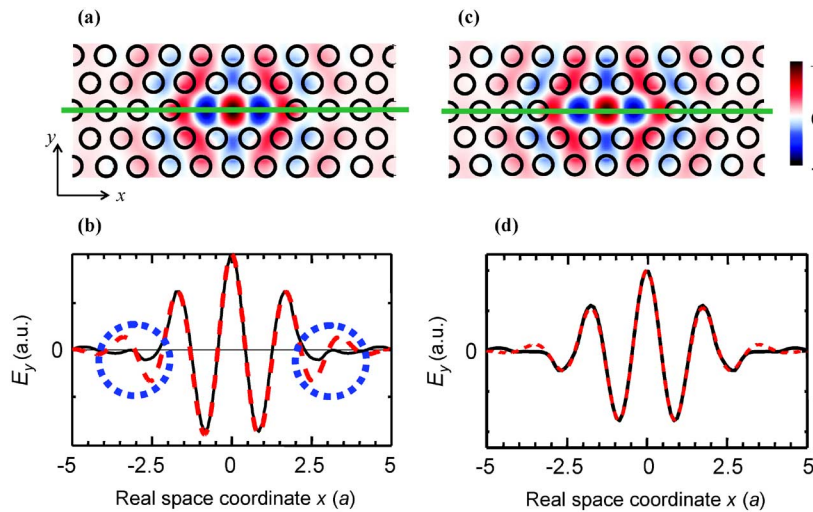 (a)
(c)
y
x
(b)
(d)
E_y (a.u.)
0
-5
-2.5
0
2.5
5
Real space coordinate x (a)
E_y (a.u.)
0
-5
-2.5
0
2.5
5
Real space coordinate x (a)